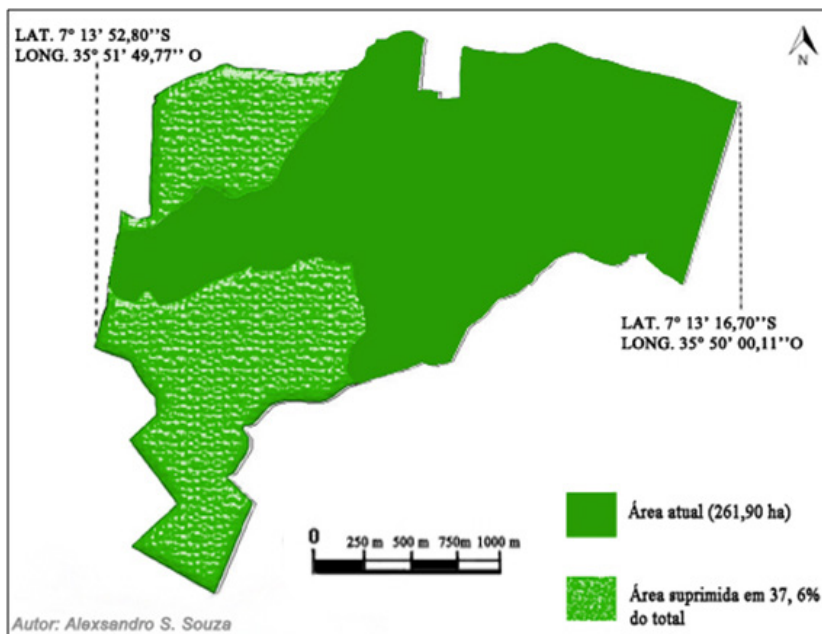 LAT. 7° 13' 52,80''S
LONG. 35° 51' 49,77'' O
N
LAT. 7° 13' 16,70''S
LONG. 35° 50' 00,11''O
0
250 m 500 m 750 m 1000 m
Área atual (261,90 ha)
Área suprimida em 37, 6%
do total
Autor: Alexsandro S. Souza